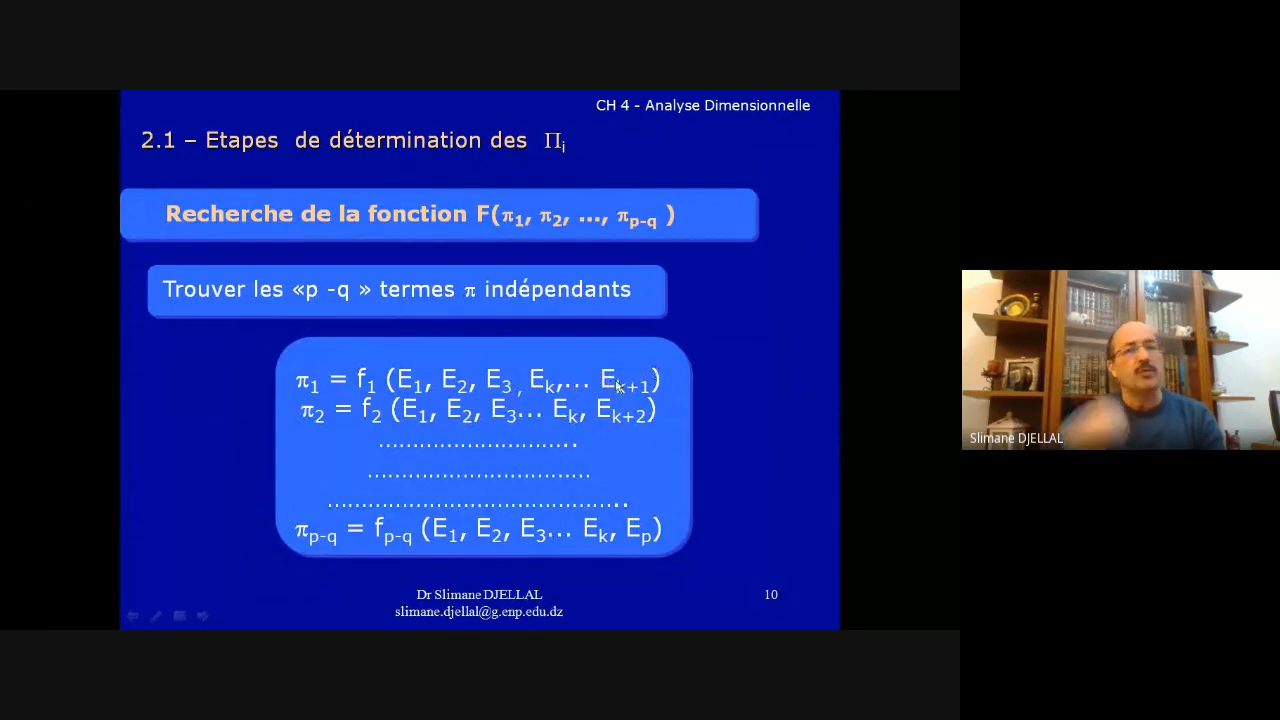 CH 4 - Analyse Dimensionnelle
2.1 – Etapes de détermination des Πi
Recherche de la fonction F(π1, π2, ..., πp-q )
Trouver les «p -q » termes π indépendants
π1 = f1 (E1, E2, E3 , Ek,... Ek+1)
π2 = f2 (E1, E2, E3... Ek, Ek+2)
..............................
..................................
..............................................
πp-q = fp-q (E1, E2, E3... Ek, Ep)
Dr Slimane DJELLAL
slimane.djellal@g.enp.edu.dz
10
Slimane DJELLAL